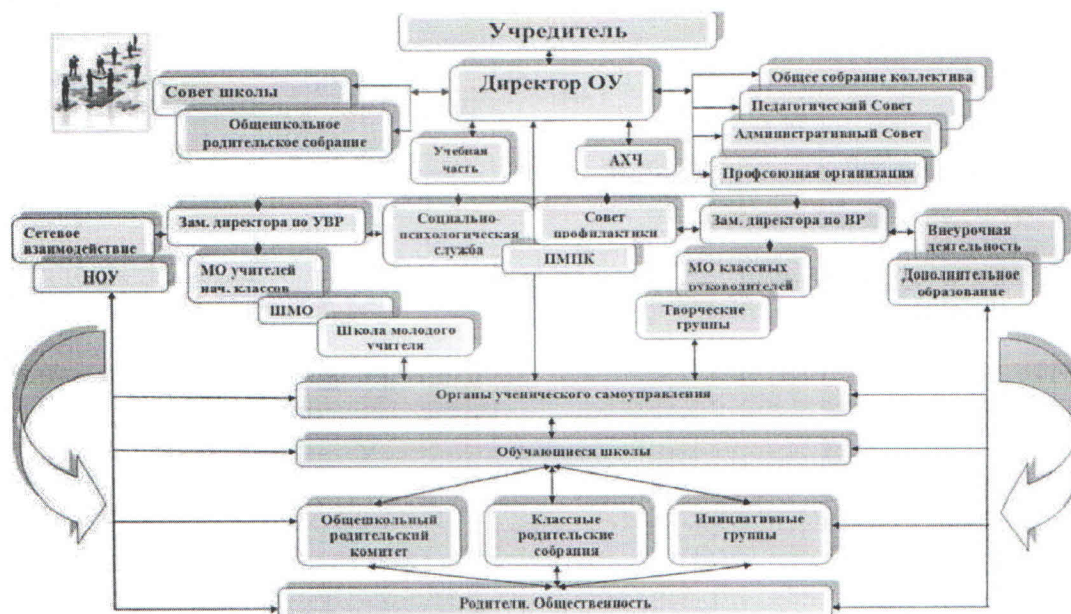 Учредитель
Директор ОУ
Совет школы
Общешкольное
родительское собрание
Общее собрание коллектива
Педагогический Совет
Административный Совет
Профсоюзная организация
Учебная
часть
АХЧ
Сетевое
взаимодействие
НОУ
Зам. директора по УВР
Социально-
психологическая
служба
Совет
профилактики
ПМПК
Зам. директора по ВР
Внеурочная
деятельность
Дополнительное
образование
МО учителей
нач. классов
ШМО
Школа молодого
учителя
МО классных
руководителей
Творческие
группы
Органы ученического самоуправления
Обучающиеся школы
Общешкольный
родительский
комитет
Классные
родительские
собрания
Инициативные
группы
Родители. Общественность